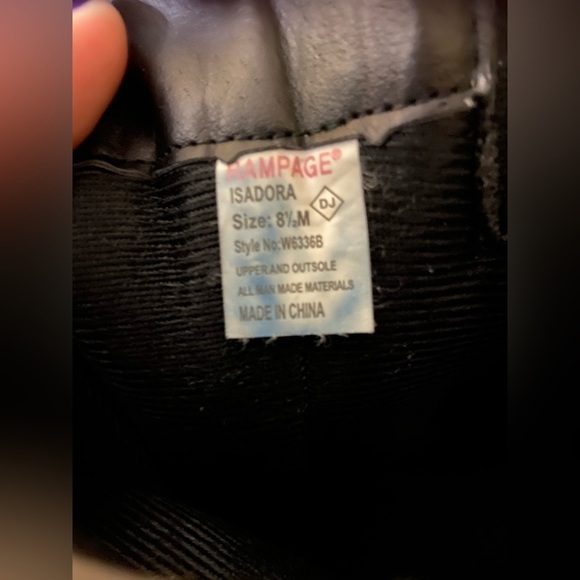 RAMPAGE®
ISADORA
DJ
Size: 8½M
Style No:W6336B
UPPER AND OUTSOLE
ALL MAN MADE MATERIALS
MADE IN CHINA